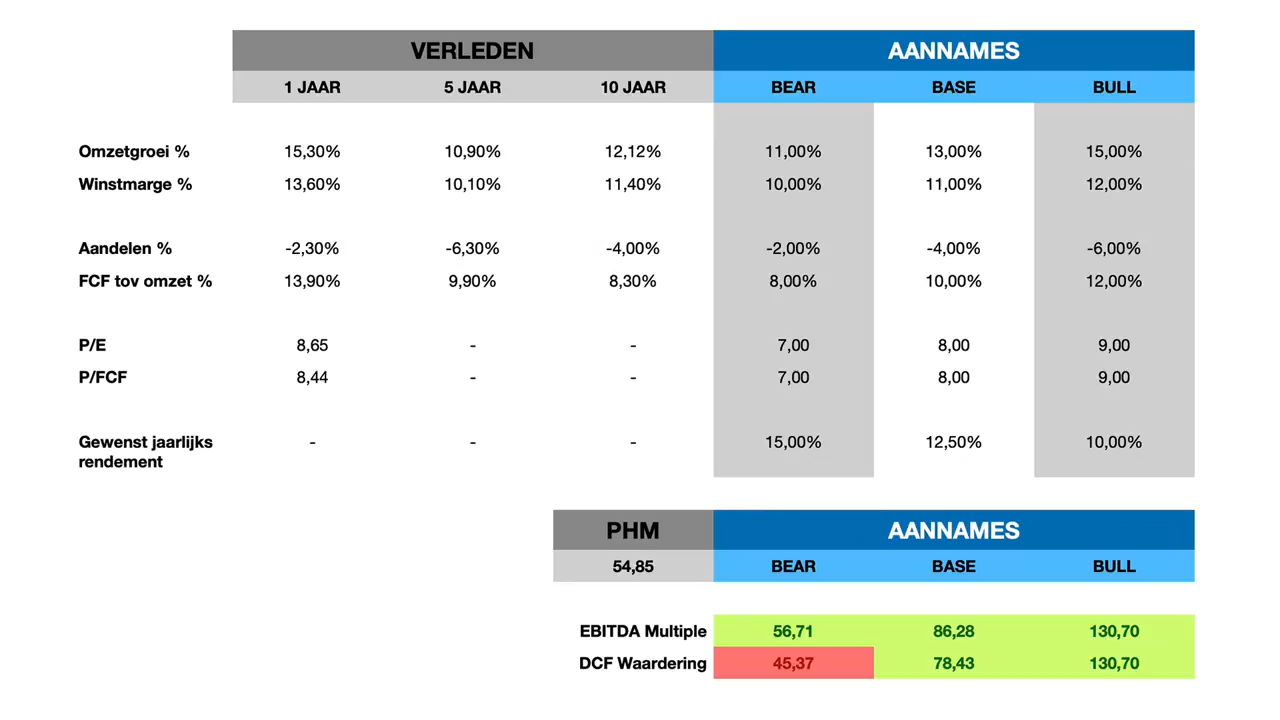 VERLEDEN AANNAMES
1 JAAR 5 JAAR 10 JAAR BEAR BASE BULL
Omzetgroei % 15,30% 10,90% 12,12% 11,00% 13,00% 15,00%
Winstmarge % 13,60% 10,10% 11,40% 10,00% 11,00% 12,00%
Aandelen % -2,30% -6,30% -4,00% -2,00% -4,00% -6,00%
FCF tov omzet % 13,90% 9,90% 8,30% 8,00% 10,00% 12,00%
P/E 8,65 - - 7,00 8,00 9,00
P/FCF 8,44 - - 7,00 8,00 9,00
Gewenst jaarlijks - - - 15,00% 12,50% 10,00%
rendement
PHM AANNAMES
54,85 BEAR BASE BULL
EBITDA Multiple 56,71 86,28 130,70
DCF Waardering 45,37 78,43 130,70